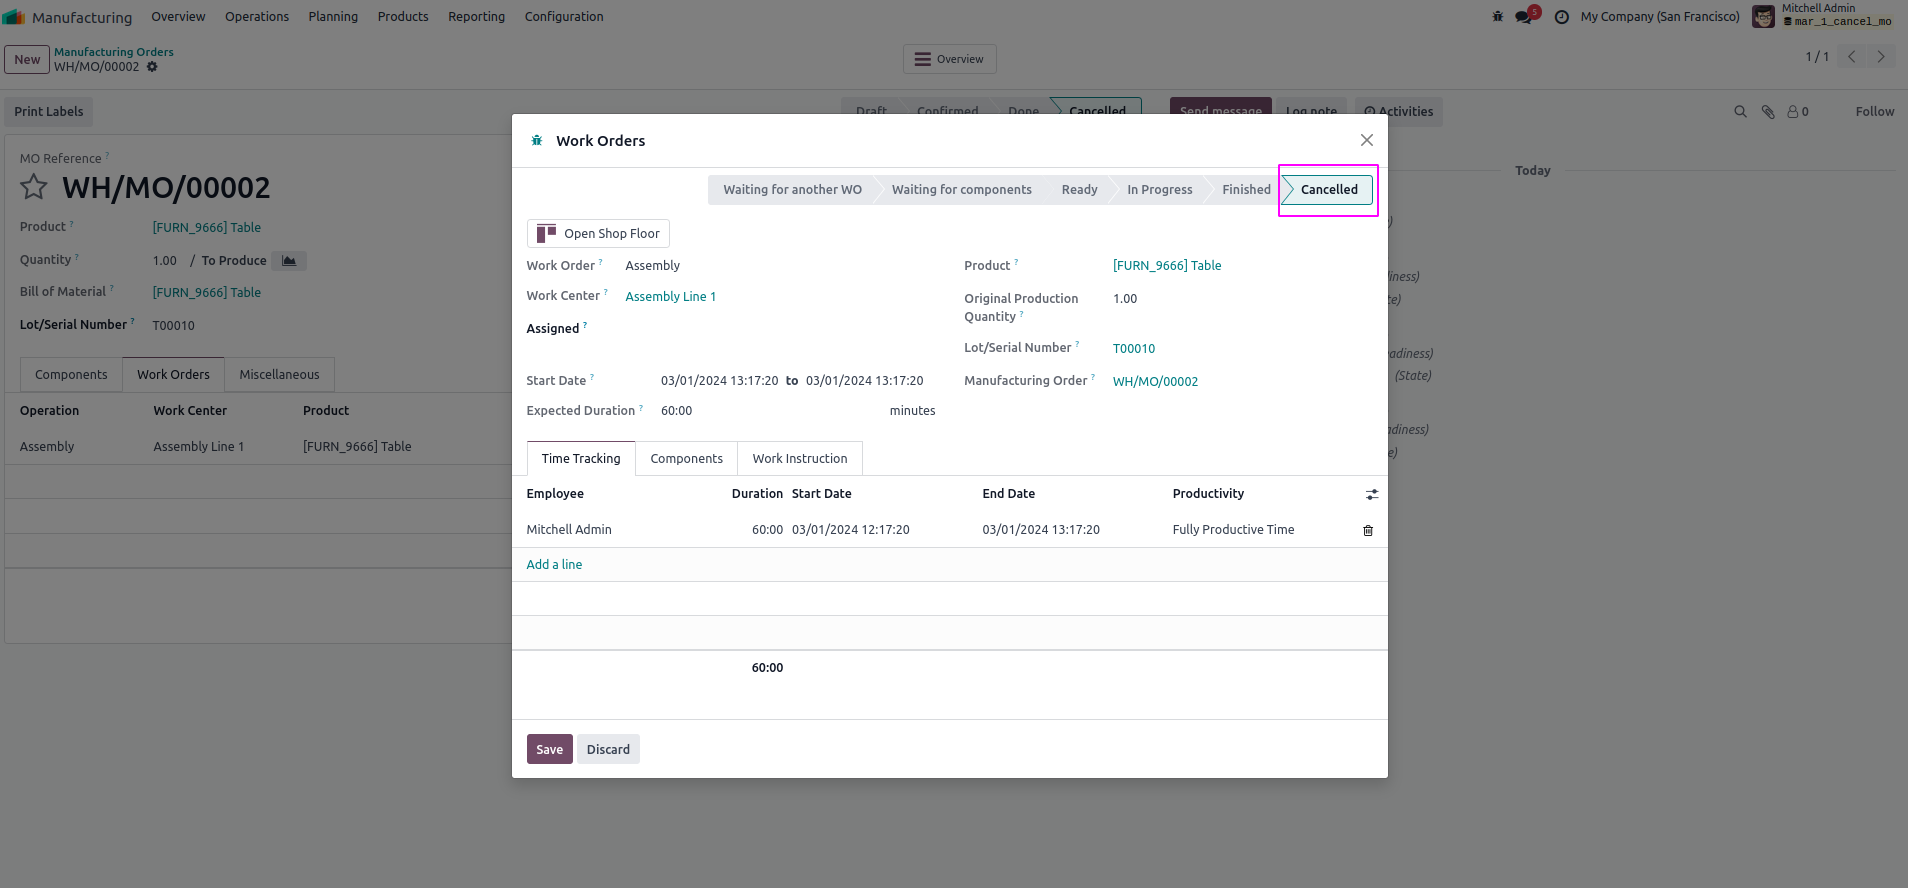 Manufacturing Overview Operations Planning Products Reporting Configuration 5 My Company (San Francisco) Mitchell Admin
mar_1_cancel_mo
New Manufacturing Orders
WH/MO/00002 Overview 1 / 1
Print Labels Draft Confirmed Done Cancelled Send message Log note Activities 0 Follow
Work Orders
MO Reference ?
WH/MO/00002
Today
Waiting for another WO Waiting for components Ready In Progress Finished Cancelled
Product ? [FURN_9666] Table
Quantity ? 1.00 / To Produce
Bill of Material ? [FURN_9666] Table
Lot/Serial Number ? T00010
Components Work Orders Miscellaneous
Operation Work Center Product
Assembly Assembly Line 1 [FURN_9666] Table
Open Shop Floor
Work Order ? Assembly
Work Center ? Assembly Line 1
Assigned ?
Start Date ? 03/01/2024 13:17:20 to 03/01/2024 13:17:20
Expected Duration ? 60:00 minutes
Product ? [FURN_9666] Table
Original Production
Quantity ? 1.00
Lot/Serial Number ? T00010
Manufacturing Order ? WH/MO/00002
(State)
Time Tracking Components Work Instruction
Employee Duration Start Date End Date Productivity
Mitchell Admin 60:00 03/01/2024 12:17:20 03/01/2024 13:17:20 Fully Productive Time
Add a line
60:00
Save Discard